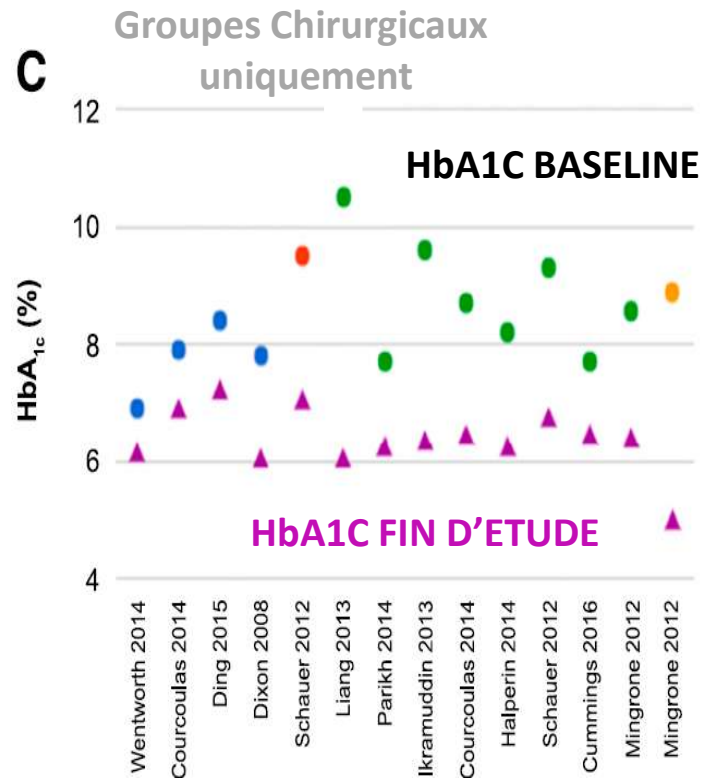 Groupes Chirurgicaux
uniquement
C
12
HbA1C BASELINE
10
HbA1c (%)
8
6
HbA1C FIN D'ETUDE
4
Wentworth 2014
Courcoulas 2014
Ding 2015
Dixon 2008
Schauer 2012
Liang 2013
Parikh 2014
Ikramuddin 2013
Courcoulas 2014
Halperin 2014
Schauer 2012
Cummings 2016
Mingrone 2012
Mingrone 2012